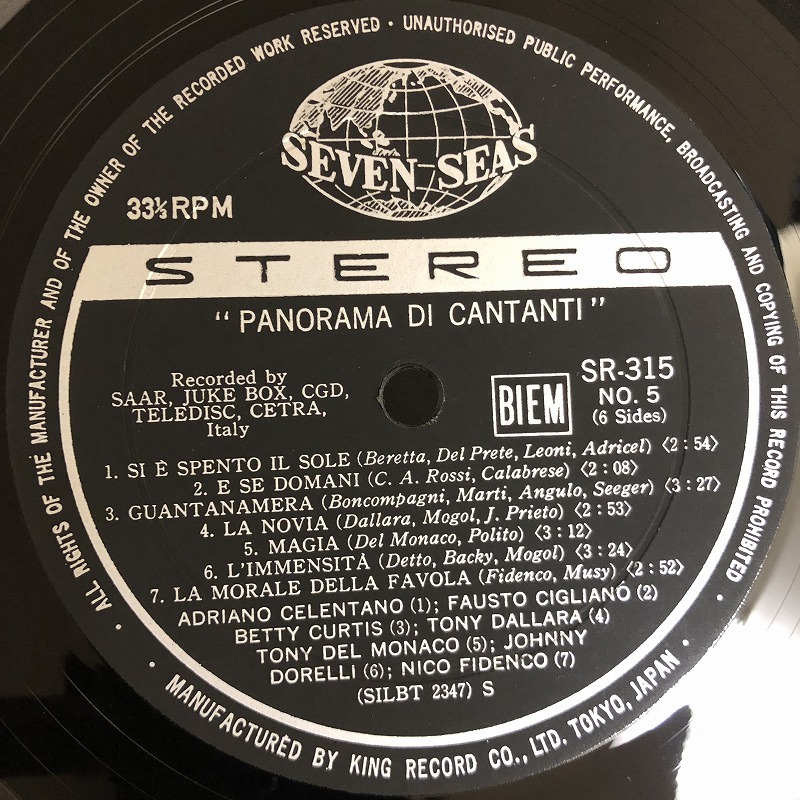 · ALL RIGHTS OF THE MANUFACTURER AND OF THE OWNER OF THE RECORDED WORK RESERVED · UNAUTHORISED PUBLIC PERFORMANCE, BROADCASTING AND COPYING OF THIS RECORD PROHIBITED ·
SEVEN SEAS
33⅓ RPM
STEREO
"PANORAMA DI CANTANTI"
Recorded by
SAAR, JUKE BOX, CGD,
TELEDISC, CETRA,
Italy
BIEM
SR-315
NO. 5
(6 Sides)
1. SI È SPENTO IL SOLE (Beretta, Del Prete, Leoni, Adricel) 〈2:54〉
2. E SE DOMANI (C. A. Rossi, Calabrese) 〈2:08〉
3. GUANTANAMERA (Boncompagni, Marti, Angulo, Seeger) 〈3:27〉
4. LA NOVIA (Dallara, Mogol, J. Prieto) 〈2:53〉
5. MAGIA (Del Monaco, Polito) 〈3:12〉
6. L'IMMENSITÀ (Detto, Backy, Mogol) 〈3:24〉
7. LA MORALE DELLA FAVOLA (Fidenco, Musy) 〈2:52〉
ADRIANO CELENTANO (1); FAUSTO CIGLIANO (2)
BETTY CURTIS (3); TONY DALLARA (4)
TONY DEL MONACO (5); JOHNNY
DORELLI (6); NICO FIDENCO (7)
(SILBT 2347) S
· MANUFACTURED BY KING RECORD CO., LTD. TOKYO, JAPAN ·